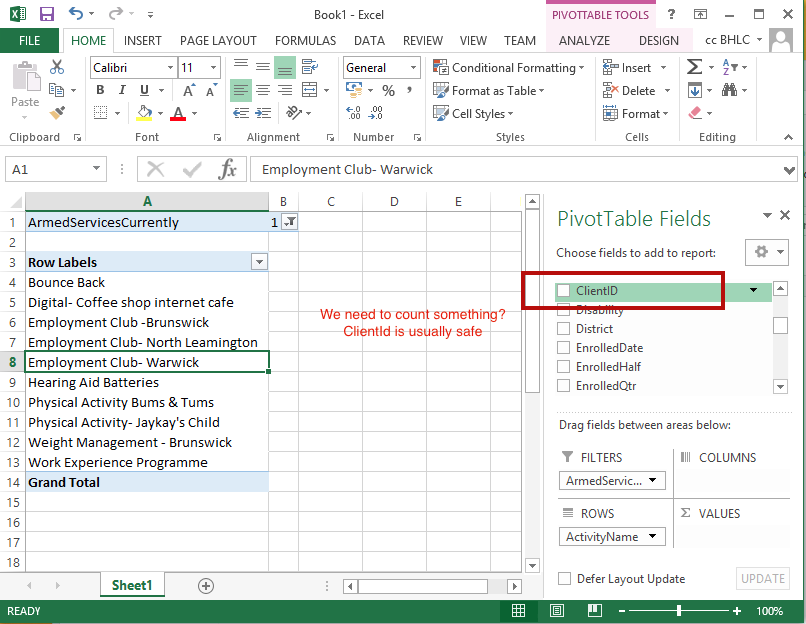 Book1 - Excel
PIVOTTABLE TOOLS
?
FILE
HOME
INSERT
PAGE LAYOUT
FORMULAS
DATA
REVIEW
VIEW
TEAM
ANALYZE
DESIGN
cc BHLC
Paste
Clipboard
Calibri
11
B I U
A A
A
Font
Alignment
General
% ,
.00 .0
Number
Conditional Formatting
Format as Table
Cell Styles
Styles
Insert
Delete
Format
Cells
Editing
A1
fx
Employment Club- Warwick
A B C D E
1 ArmedServicesCurrently 1
2
3 Row Labels
4 Bounce Back
5 Digital- Coffee shop internet cafe
6 Employment Club -Brunswick
7 Employment Club- North Leamington
8 Employment Club- Warwick
9 Hearing Aid Batteries
10 Physical Activity Bums & Tums
11 Physical Activity- Jaykay's Child
12 Weight Management - Brunswick
13 Work Experience Programme
14 Grand Total
15
16
17
18
We need to count something?
ClientId is usually safe
Sheet1
PivotTable Fields
Choose fields to add to report:
ClientID
Disability
District
EnrolledDate
EnrolledHalf
EnrolledQtr
Drag fields between areas below:
FILTERS
COLUMNS
ArmedServic...
ROWS
Σ VALUES
ActivityName
Defer Layout Update
UPDATE
READY
100%